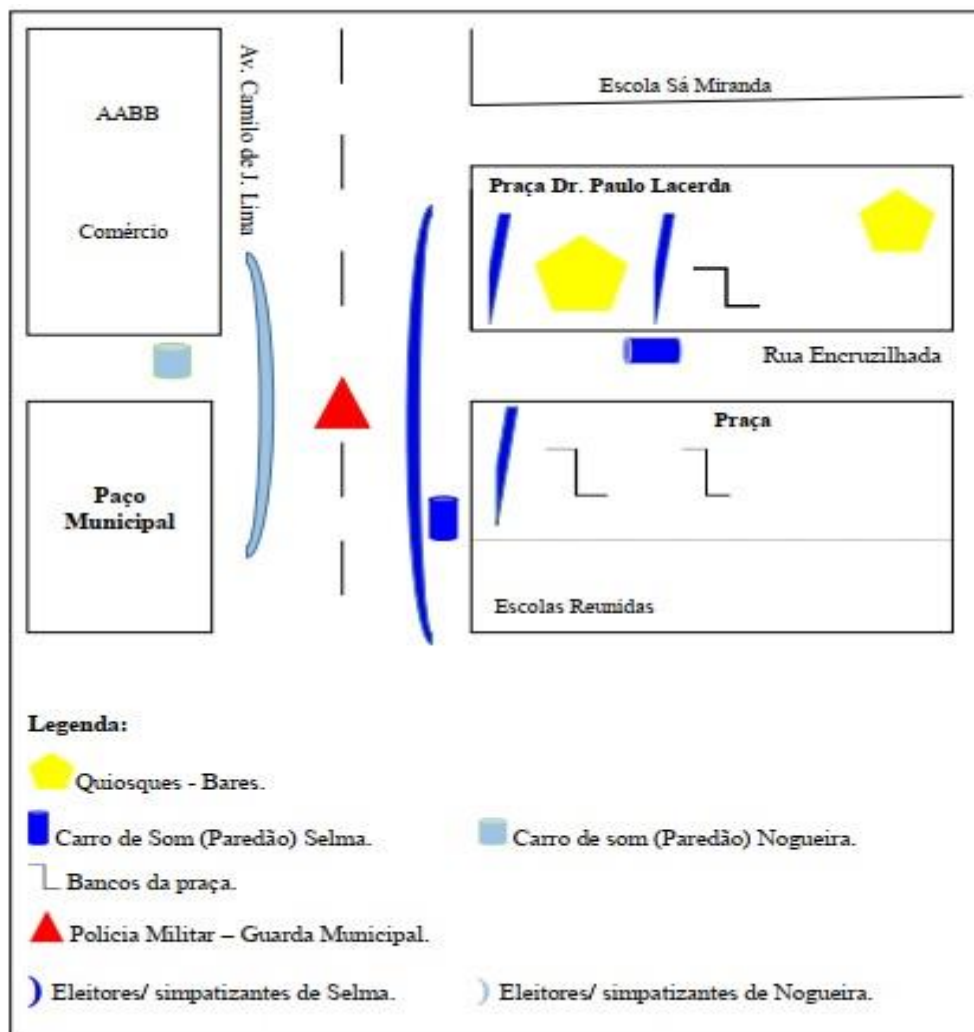 AABB
Comércio
Av. Camilo de J. Lima
Escola Sá Miranda
Praça Dr. Paulo Lacerda
Rua Encruzilhada
Praça
Paço
Municipal
Escolas Reunidas
Legenda:
Quiosques - Bares.
Carro de Som (Paredão) Selma.
Carro de som (Paredão) Nogueira.
Bancos da praça.
Polícia Militar – Guarda Municipal.
Eleitores/ simpatizantes de Selma.
Eleitores/ simpatizantes de Nogueira.